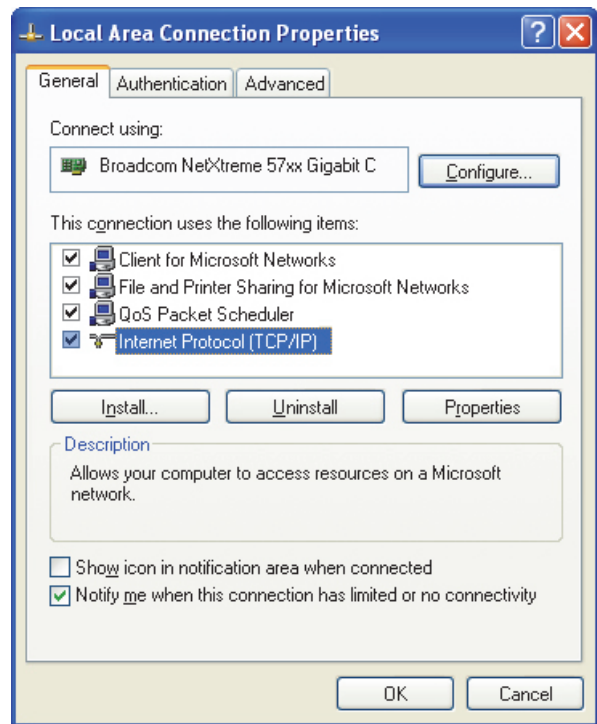 Local Area Connection Properties
General Authentication Advanced
Connect using:
Broadcom NetXtreme 57xx Gigabit C
Configure...
This connection uses the following items:
Client for Microsoft Networks
File and Printer Sharing for Microsoft Networks
QoS Packet Scheduler
Internet Protocol (TCP/IP)
Install... Uninstall Properties
Description
Allows your computer to access resources on a Microsoft
network.
Show icon in notification area when connected
Notify me when this connection has limited or no connectivity
OK Cancel